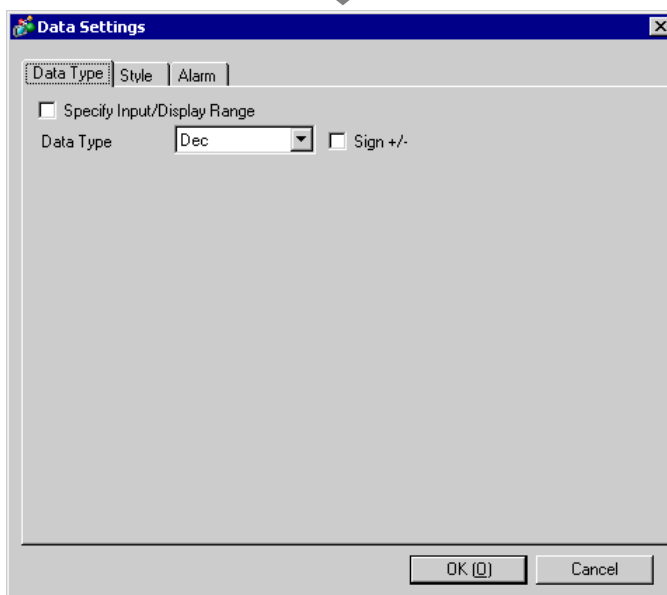 Data Settings
Data Type Style Alarm
Specify Input/Display Range
Data Type Dec Sign +/-
OK (O) Cancel